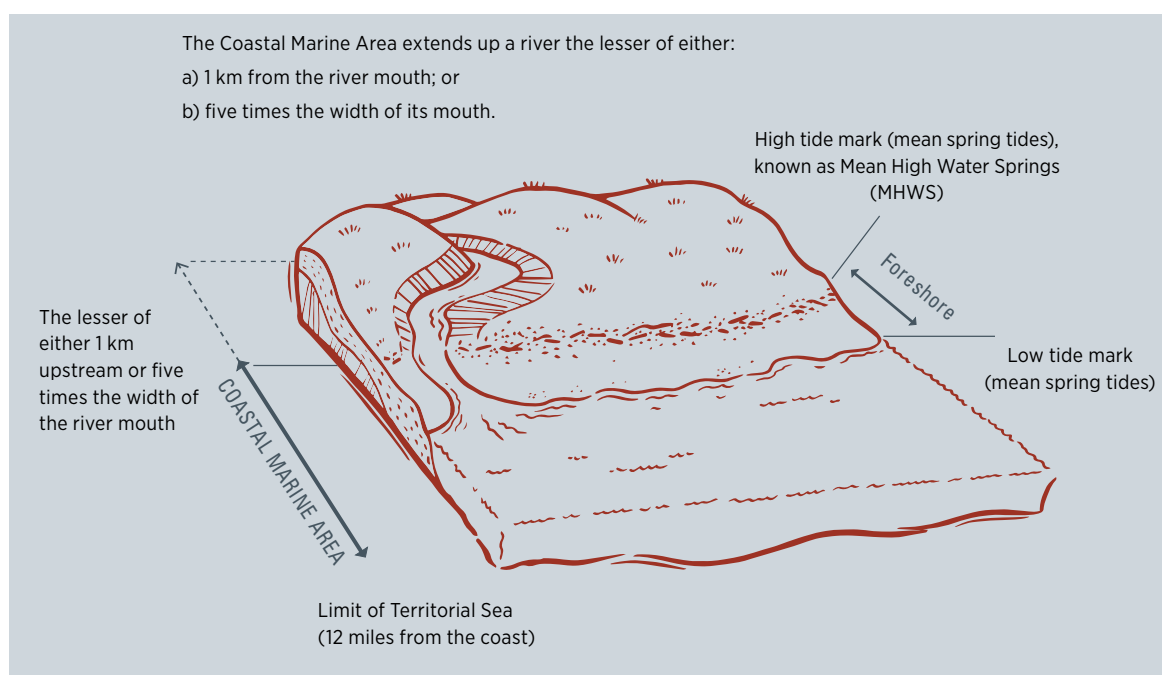 The Coastal Marine Area extends up a river the lesser of either:
a) 1 km from the river mouth; or
b) five times the width of its mouth.
High tide mark (mean spring tides),
known as Mean High Water Springs
(MHWS)
Foreshore
The lesser of
either 1 km
upstream or five
times the width of
the river mouth
Low tide mark
(mean spring tides)
COASTAL MARINE AREA
Limit of Territorial Sea
(12 miles from the coast)